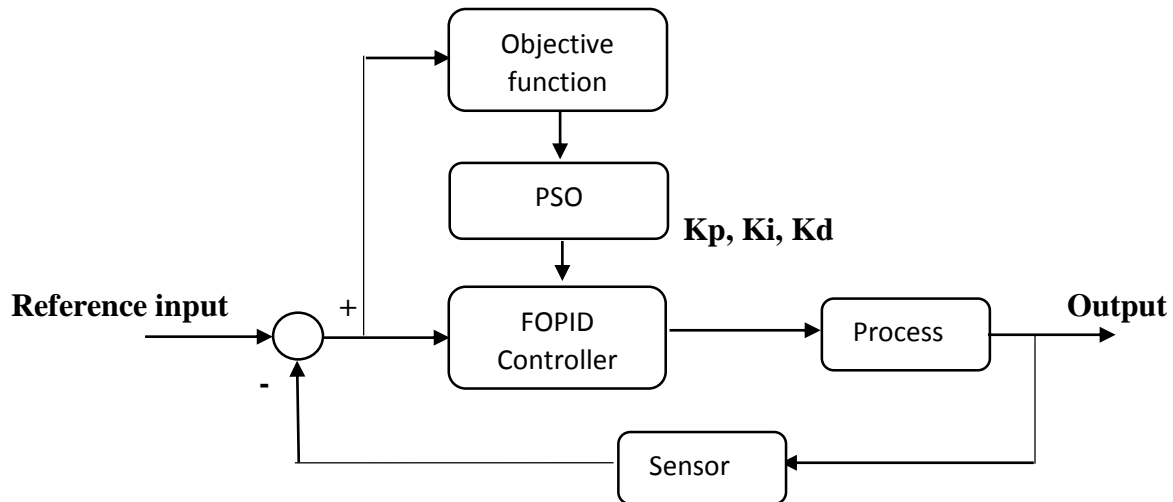 Objective
function
PSO
Kp, Ki, Kd
Reference input
+
FOPID
Controller
Process
Output
-
Sensor